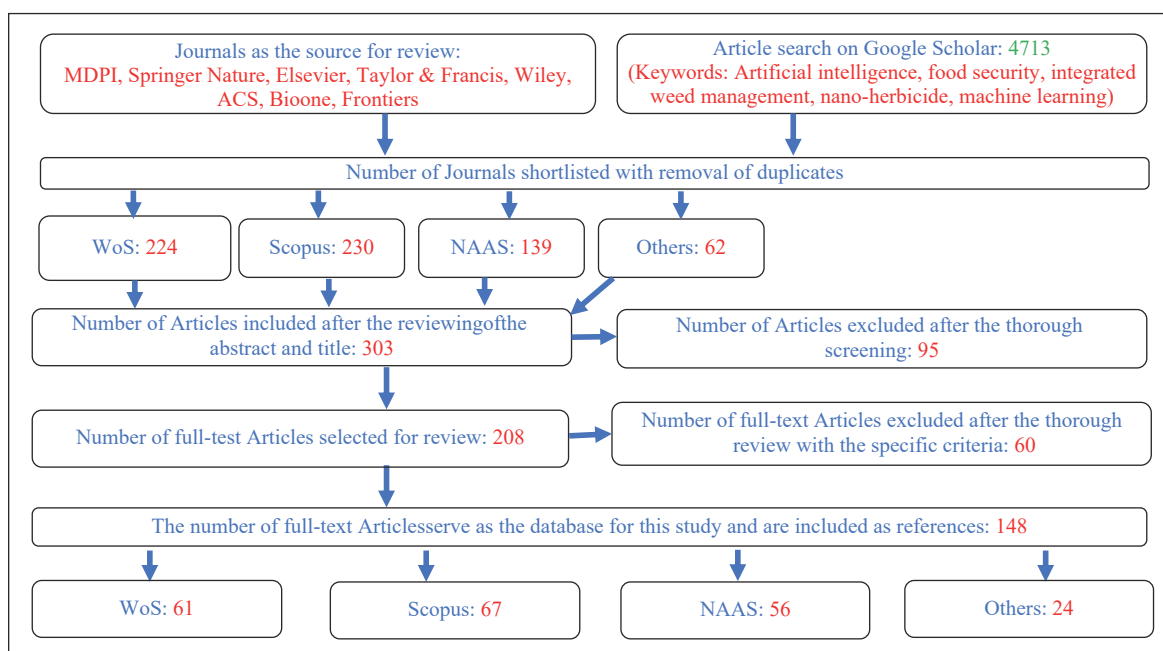 Journals as the source for review:
MDPI, Springer Nature, Elsevier, Taylor & Francis, Wiley,
ACS, Bioone, Frontiers
Article search on Google Scholar: 4713
(Keywords: Artificial intelligence, food security, integrated
weed management, nano-herbicide, machine learning)
Number of Journals shortlisted with removal of duplicates
WoS: 224
Scopus: 230
NAAS: 139
Others: 62
Number of Articles included after the reviewingofthe
abstract and title: 303
Number of Articles excluded after the thorough
screening: 95
Number of full-test Articles selected for review: 208
Number of full-text Articles excluded after the thorough
review with the specific criteria: 60
The number of full-text Articlesserve as the database for this study and are included as references: 148
WoS: 61
Scopus: 67
NAAS: 56
Others: 24